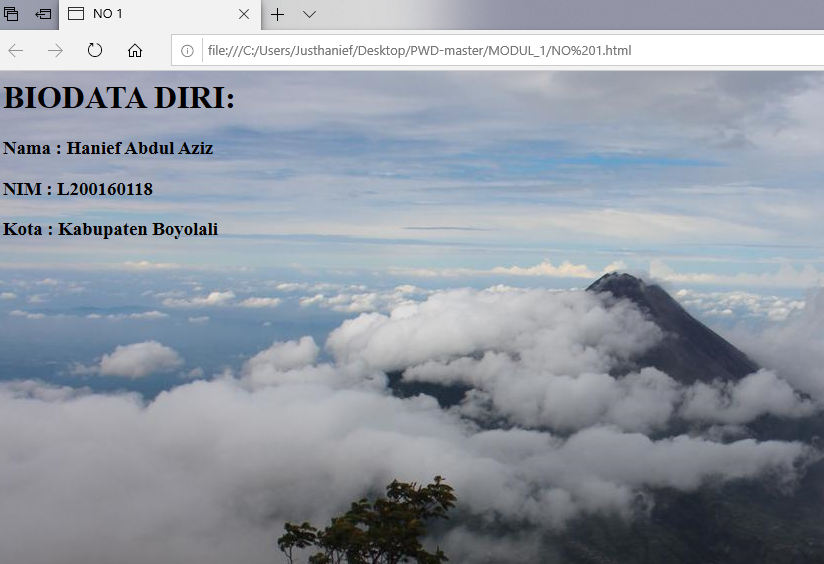 NO 1
file:///C:/Users/Justhanief/Desktop/PWD-master/MODUL_1/NO%201.html
BIODATA DIRI:
Nama : Hanief Abdul Aziz
NIM : L200160118
Kota : Kabupaten Boyolali